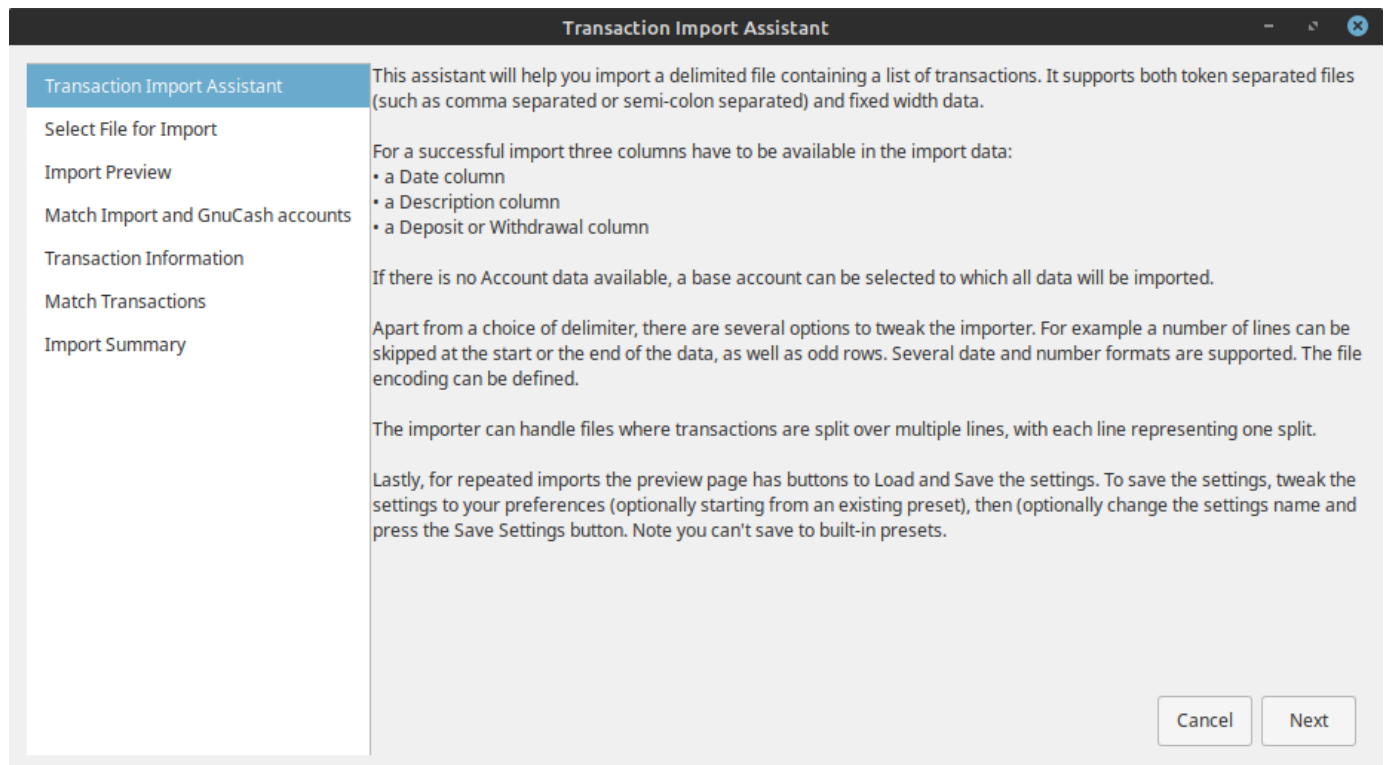 Transaction Import Assistant
Transaction Import Assistant
Select File for Import
Import Preview
Match Import and GnuCash accounts
Transaction Information
Match Transactions
Import Summary
This assistant will help you import a delimited file containing a list of transactions. It supports both token separated files
(such as comma separated or semi-colon separated) and fixed width data.
For a successful import three columns have to be available in the import data:
• a Date column
• a Description column
• a Deposit or Withdrawal column
If there is no Account data available, a base account can be selected to which all data will be imported.
Apart from a choice of delimiter, there are several options to tweak the importer. For example a number of lines can be
skipped at the start or the end of the data, as well as odd rows. Several date and number formats are supported. The file
encoding can be defined.
The importer can handle files where transactions are split over multiple lines, with each line representing one split.
Lastly, for repeated imports the preview page has buttons to Load and Save the settings. To save the settings, tweak the
settings to your preferences (optionally starting from an existing preset), then (optionally change the settings name and
press the Save Settings button. Note you can't save to built-in presets.
Cancel
Next